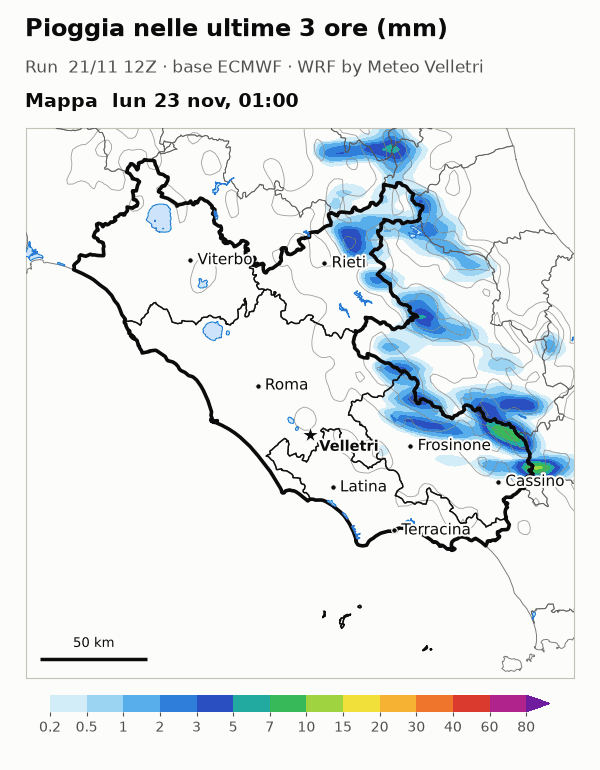 Pioggia nelle ultime 3 ore (mm)
Run 21/11 12Z · base ECMWF · WRF by Meteo Velletri
Mappa lun 23 nov, 01:00
Viterbo
Rieti
Roma
Velletri
Frosinone
Latina
Cassino
Terracina
50 km
0.2 0.5 1 2 3 5 7 10 15 20 30 40 60 80